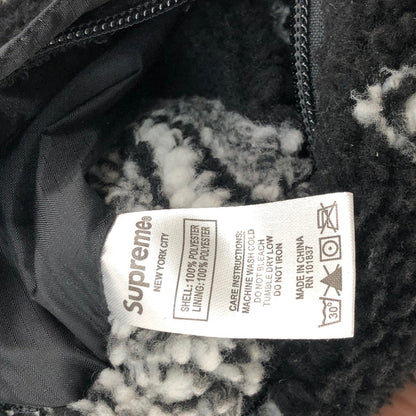 Supreme®
NEW YORK CITY
SHELL: 100% POLYESTER
LINING: 100% POLYESTER
CARE INSTRUCTIONS:
MACHINE WASH COLD
DO NOT BLEACH
TUMBLE DRY LOW
DO NOT IRON
MADE IN CHINA
RN 101837
30°